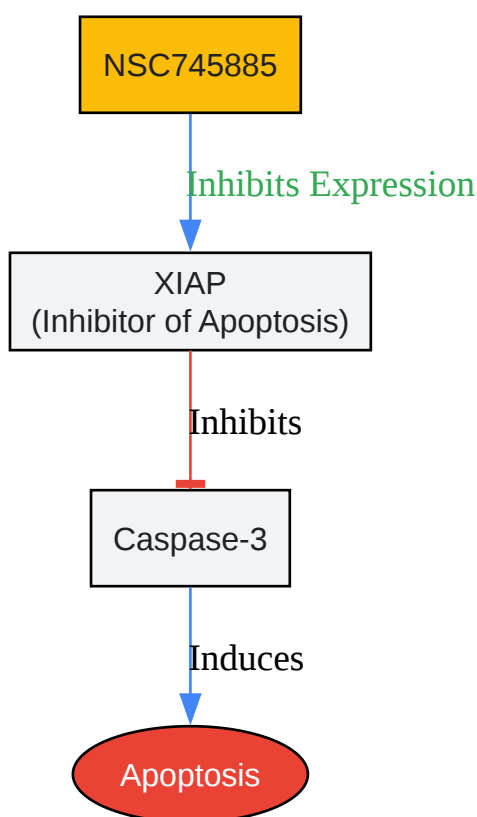 NSC745885
Inhibits Expression
XIAP
(Inhibitor of Apoptosis)
Inhibits
Caspase-3
Induces
Apoptosis